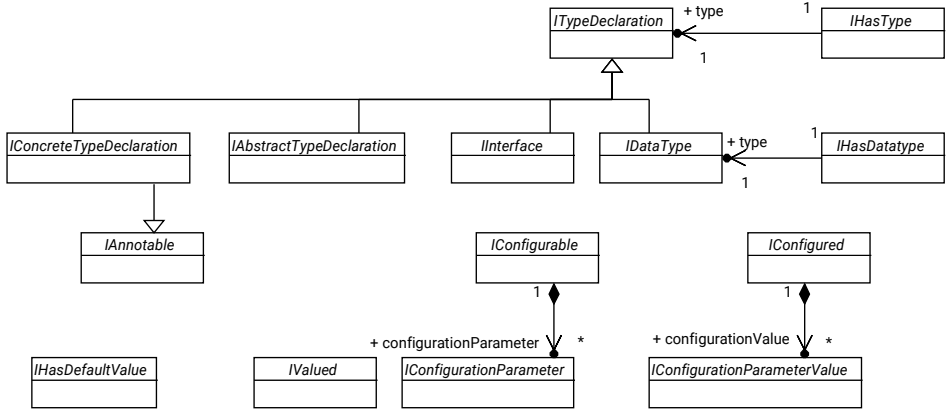 ITypeDeclaration
+ type
1
IHasType
1
IConcreteTypeDeclaration
IAbstractTypeDeclaration
IInterface
IDataType
+ type
1
IHasDatatype
1
IAnnotable
IConfigurable
IConfigured
1
1
+ configurationParameter
*
+ configurationValue
*
IHasDefaultValue
IValued
IConfigurationParameter
IConfigurationParameterValue